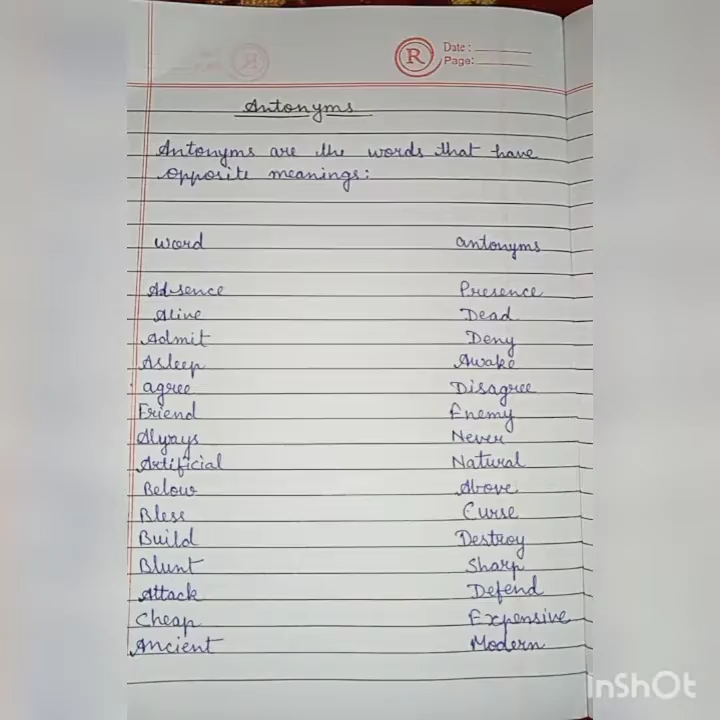 R
Date:
Page:
Antonyms
Antonyms are the words that have
opposite meanings:
word antonyms
Absence Presence
Alive Dead
Admit Deny
Asleep Awake
agree Disagree
Friend Enemy
Always Never
Artificial Natural
Below Above
Bless Curse
Build Destroy
Blunt Sharp
Attack Defend
Cheap Expensive
Ancient Modern
InShOt